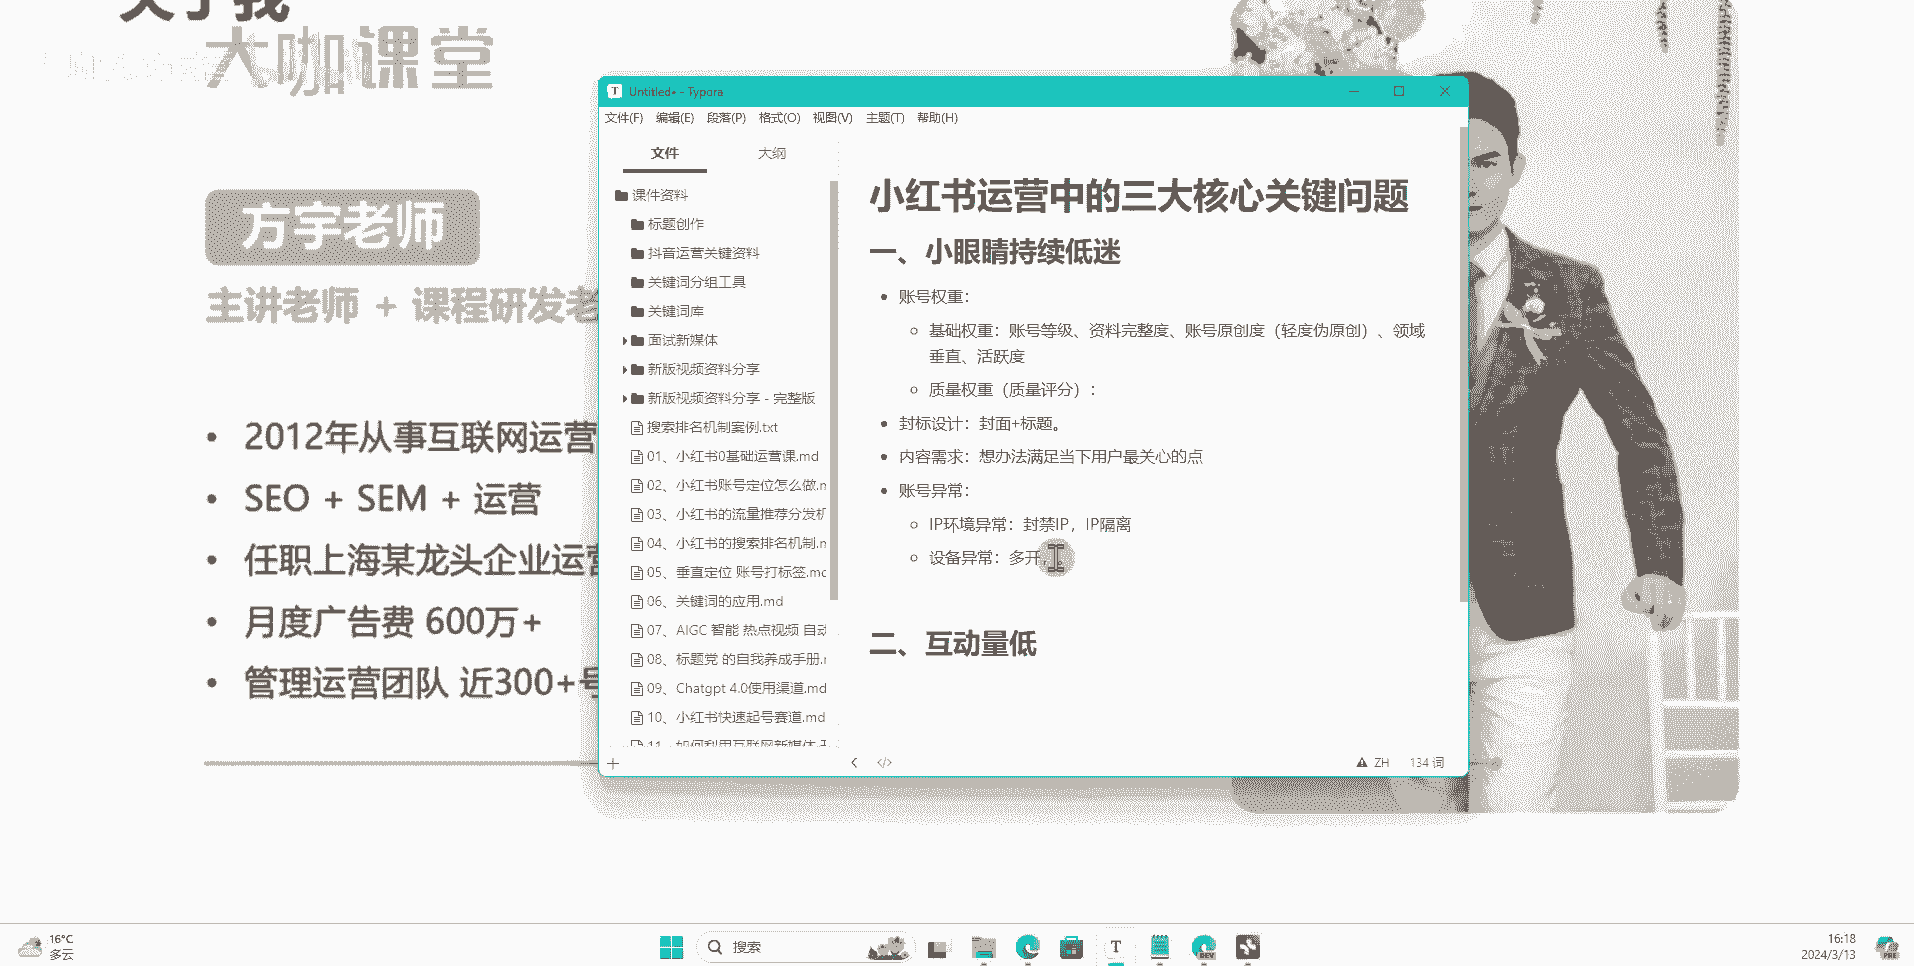 关于我
大咖课堂
方宇老师
主讲老师 + 课程研发老
• 2012年从事互联网运营
• SEO + SEM + 运营
• 任职上海某龙头企业运营
• 月度广告费 600万+
• 管理运营团队 近300+号
Untitled• - Typora
文件(F) 编辑(E) 段落(P) 格式(O) 视图(V) 主题(T) 帮助(H)
文件 大纲
课件资料
标题创作
抖音运营关键资料
关键词分组工具
关键词库
面试新媒体
新版视频资料分享
新版视频资料分享 - 完整版
搜索排名机制案例.txt
01、小红书0基础运营课.md
02、小红书账号定位怎么做.m
03、小红书的流量推荐分发机
04、小红书的搜索排名机制.m
05、垂直定位 账号打标签.md
06、关键词的应用.md
07、AIGC 智能 热点视频 自动
08、标题党 的自我养成手册.m
09、Chatgpt 4.0使用渠道.md
10、小红书快速起号赛道.md
11、如何利用互联网新媒体
小红书运营中的三大核心关键问题
一、小眼睛持续低迷
• 账号权重：
基础权重：账号等级、资料完整度、账号原创度（轻度伪原创）、领域
垂直、活跃度
质量权重（质量评分）：
• 封标设计：封面+标题。
• 内容需求：想办法满足当下用户最关心的点
• 账号异常：
IP环境异常：封禁IP，IP隔离
设备异常：多开，
二、互动量低
ZH 134 词
16°C
多云
搜索
T
DEV
16:18
2024/3/13
PRE